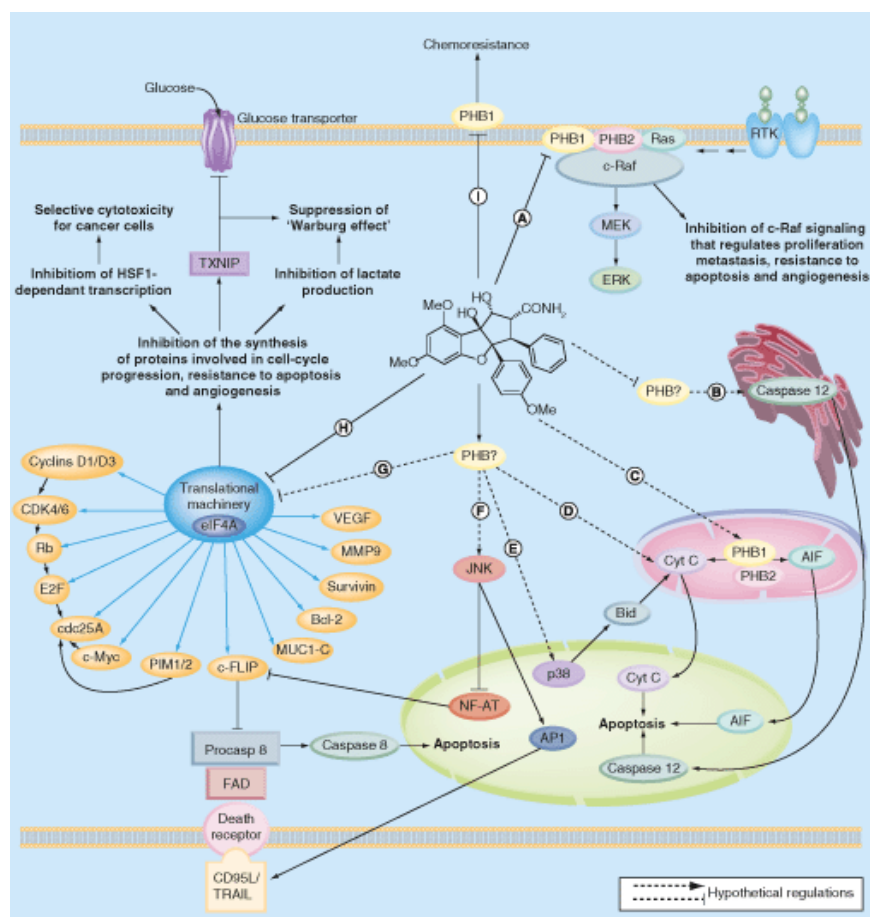 Chemoresistance
Glucose
Glucose transporter
PHB1
PHB1
PHB2
Ras
RTK
c-Raf
I
A
Selective cytotoxicity
for cancer cells
Suppression of
'Warburg effect'
MEK
Inhibition of c-Raf signaling
that regulates proliferation
metastasis, resistance to
apoptosis and angiogenesis
TXNIP
ERK
Inhibitiom of HSF1-
dependant transcription
Inhibition of lactate
production
MeO
HO
HO
CONH2
MeO
O
OMe
Inhibition of the synthesis
of proteins involved in cell-cycle
progression, resistance to apoptosis
and angiogenesis
PHB?
B
Caspase 12
H
G
PHB?
C
Cyclins D1/D3
CDK4/6
Rb
E2F
cdc25A
c-Myc
PIM1/2
c-FLIP
MUC1-C
Bcl-2
Survivin
MMP9
VEGF
Translational
machinery
eIF4A
F
D
E
JNK
Cyt C
PHB1
PHB2
AIF
Bid
p38
Cyt C
NF-AT
AP1
Apoptosis
AIF
Caspase 12
Procasp 8
Caspase 8
Apoptosis
FAD
Death
receptor
CD95L/
TRAIL
Hypothetical regulations